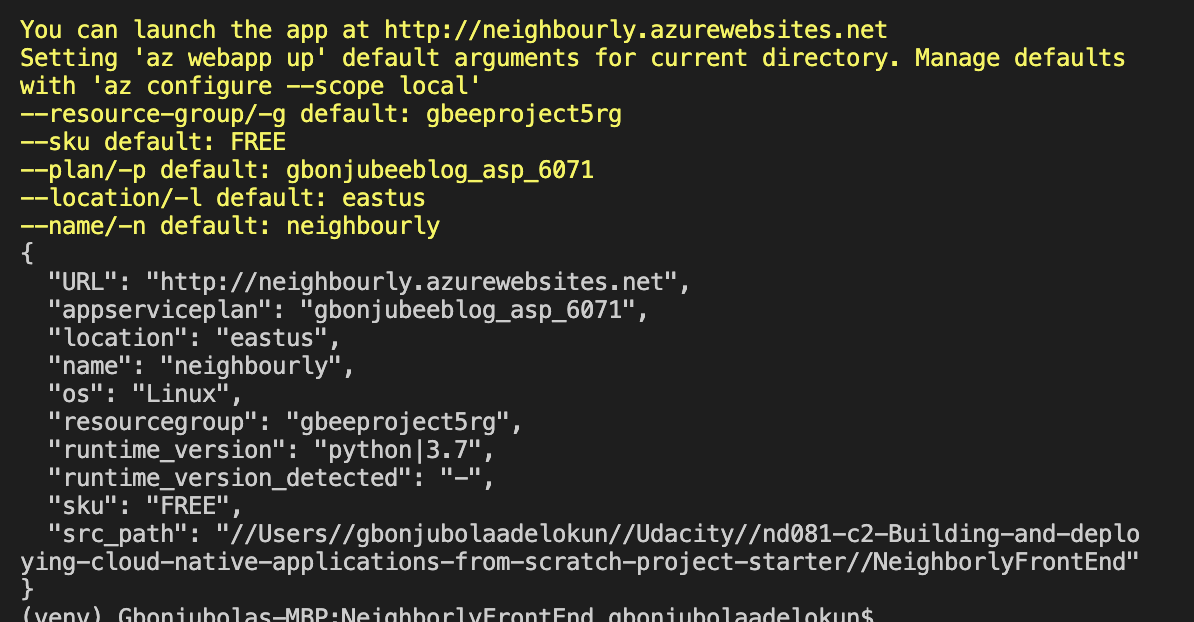 You can launch the app at http://neighbourly.azurewebsites.net
Setting 'az webapp up' default arguments for current directory. Manage defaults
with 'az configure --scope local'
--resource-group/-g default: gbeeproject5rg
--sku default: FREE
--plan/-p default: gbonjubeeblog_asp_6071
--location/-l default: eastus
--name/-n default: neighbourly
{
  "URL": "http://neighbourly.azurewebsites.net",
  "appserviceplan": "gbonjubeeblog_asp_6071",
  "location": "eastus",
  "name": "neighbourly",
  "os": "Linux",
  "resourcegroup": "gbeeproject5rg",
  "runtime_version": "python|3.7",
  "runtime_version_detected": "-",
  "sku": "FREE",
  "src_path": "//Users//gbonjubolaadelokun//Udacity//nd081-c2-Building-and-deplo
ying-cloud-native-applications-from-scratch-project-starter//NeighborlyFrontEnd"
}
(venv) Gbonjubolas-MBP:NeighborlyFrontEnd gbonjubolaadelokun$